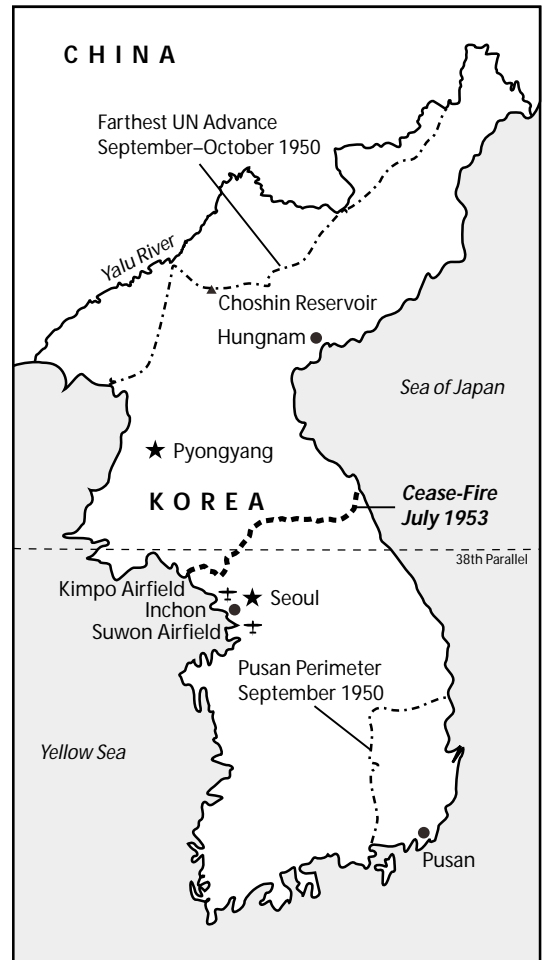 CHINA
Farthest UN Advance
September–October 1950
Yalu River
Choshin Reservoir
Hungnam
Sea of Japan
Pyongyang
KOREA
Cease-Fire
July 1953
38th Parallel
Kimpo Airfield
Seoul
Inchon
Suwon Airfield
Pusan Perimeter
September 1950
Yellow Sea
Pusan